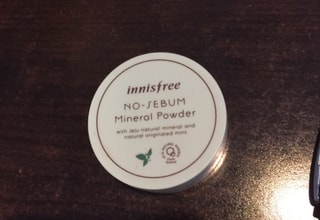 innisfree
NO·SEBUM
Mineral Powder
with Jeju natural mineral and
natural originated mint